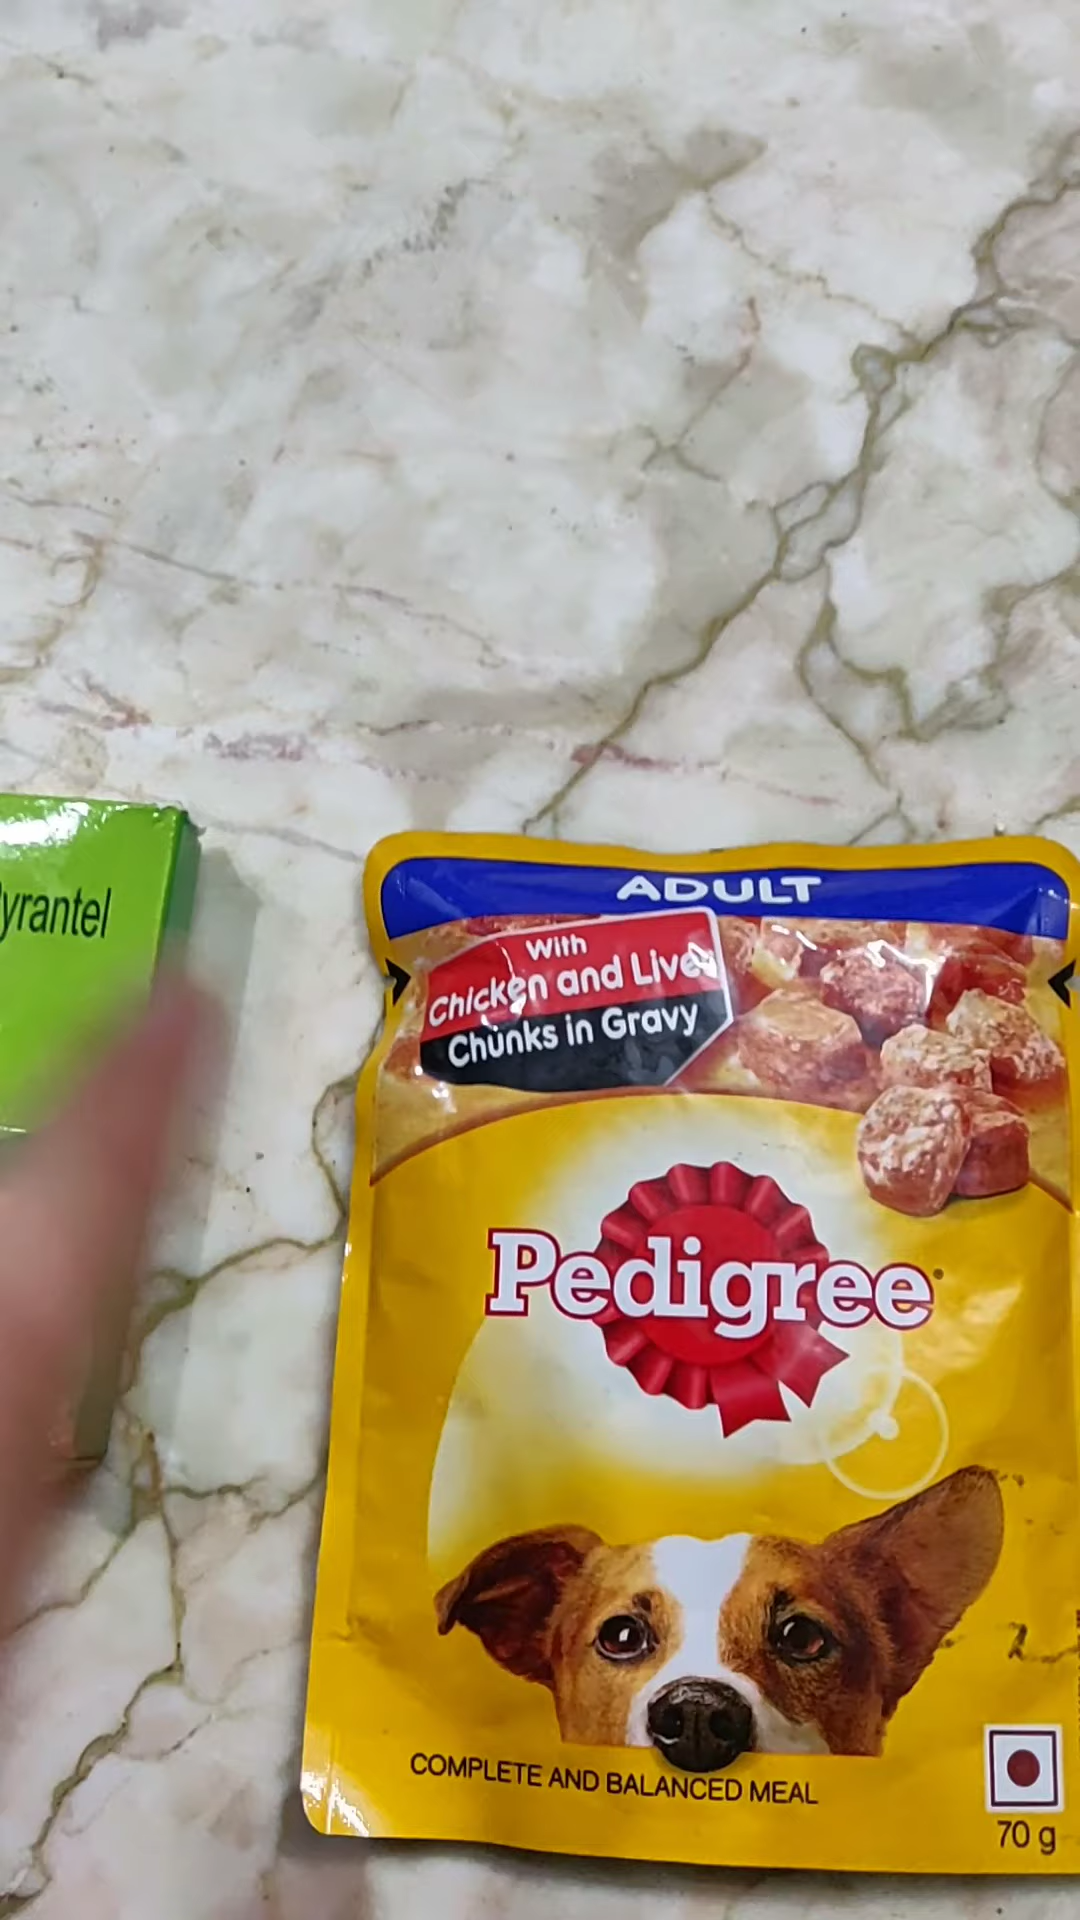 yrantel
ADULT
With
Chicken and Live
Chunks in Gravy
Pedigree
COMPLETE AND BALANCED MEAL
70 g